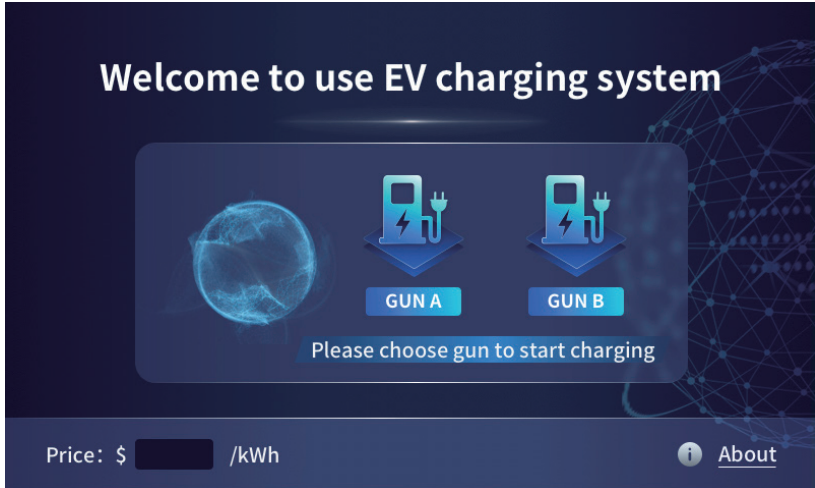 Welcome to use EV charging system
GUN A GUN B
Please choose gun to start charging
Price: $ /kWh
i About